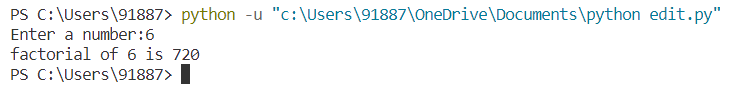 PS C:\Users\91887> python -u "c:\Users\91887\OneDrive\Documents\python edit.py"
Enter a number:6
factorial of 6 is 720
PS C:\Users\91887>